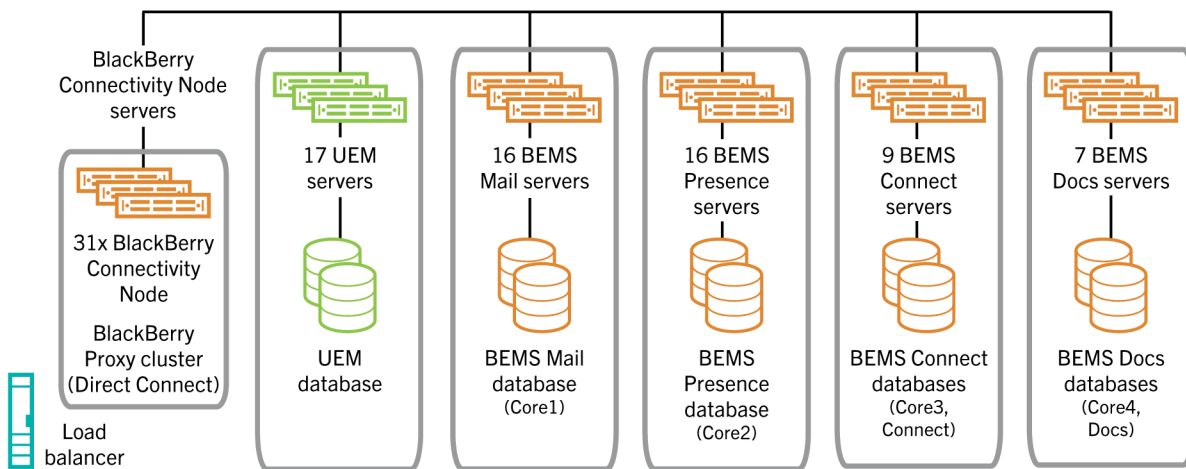 BlackBerry
Connectivity Node
servers
31x BlackBerry
Connectivity
Node
BlackBerry
Proxy cluster
(Direct Connect)
Load
balancer
17 UEM
servers
UEM
database
16 BEMS
Mail servers
BEMS Mail
database
(Core1)
16 BEMS
Presence
servers
BEMS
Presence
database
(Core2)
9 BEMS
Connect
servers
BEMS Connect
databases
(Core3,
Connect)
7 BEMS
Docs servers
BEMS Docs
databases
(Core4,
Docs)